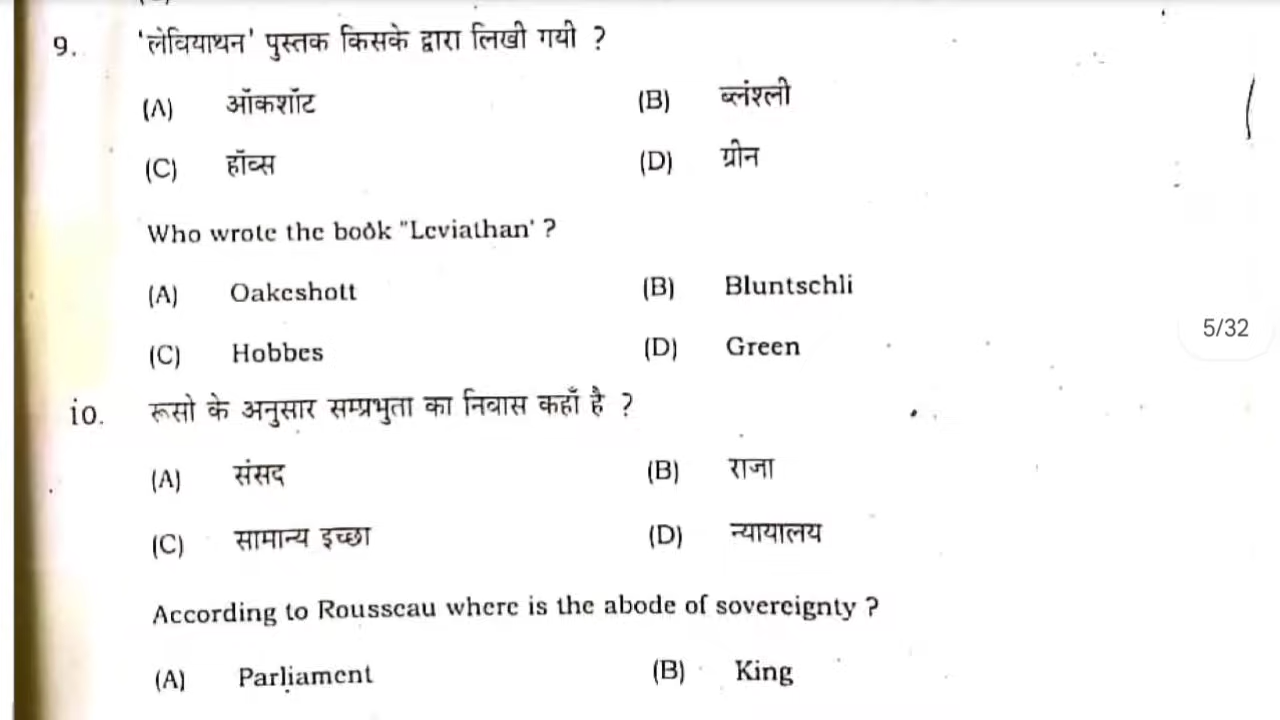 9. 'लेवियाथन' पुस्तक किसके द्वारा लिखी गयी ?
(A) ऑकशॉट (B) ब्लंश्ली
(C) हॉब्स (D) ग्रीन
Who wrote the book "Leviathan' ?
(A) Oakeshott (B) Bluntschli
(C) Hobbes (D) Green
5/32
10. रूसो के अनुसार सम्प्रभुता का निवास कहाँ है ?
(A) संसद (B) राजा
(C) सामान्य इच्छा (D) न्यायालय
According to Rousseau where is the abode of sovereignty ?
(A) Parliament (B) King